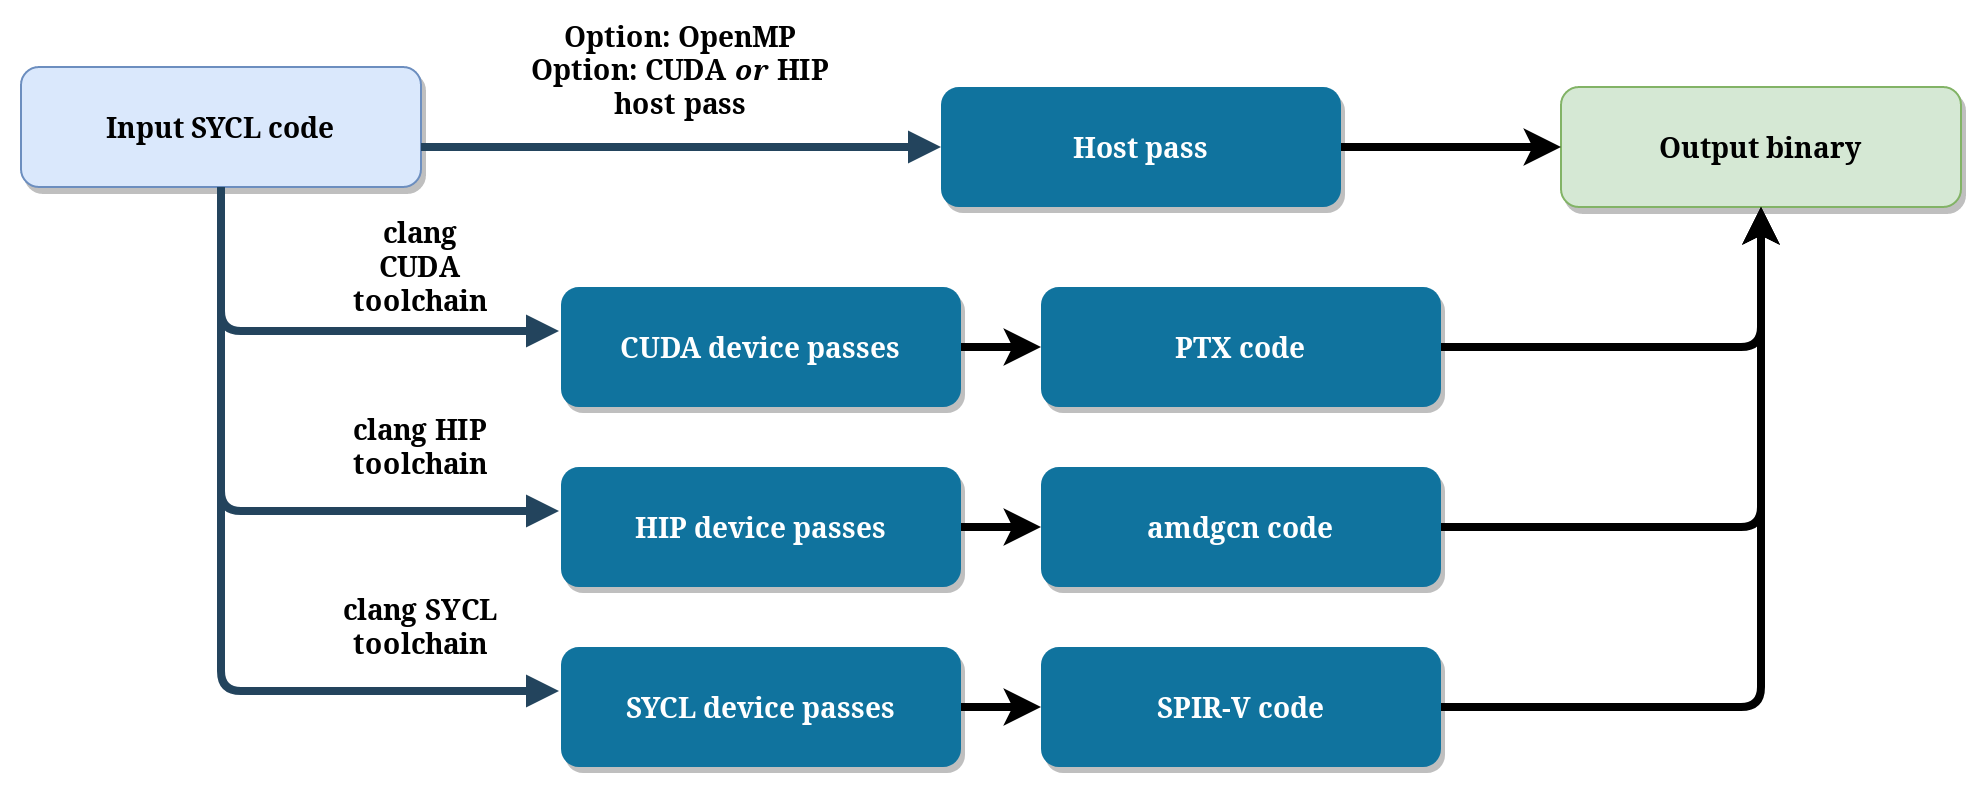 Option: OpenMP
Option: CUDA or HIP
host pass
Input SYCL code
Host pass
Output binary
clang
CUDA
toolchain
CUDA device passes
PTX code
clang HIP
toolchain
HIP device passes
amdgcn code
clang SYCL
toolchain
SYCL device passes
SPIR-V code